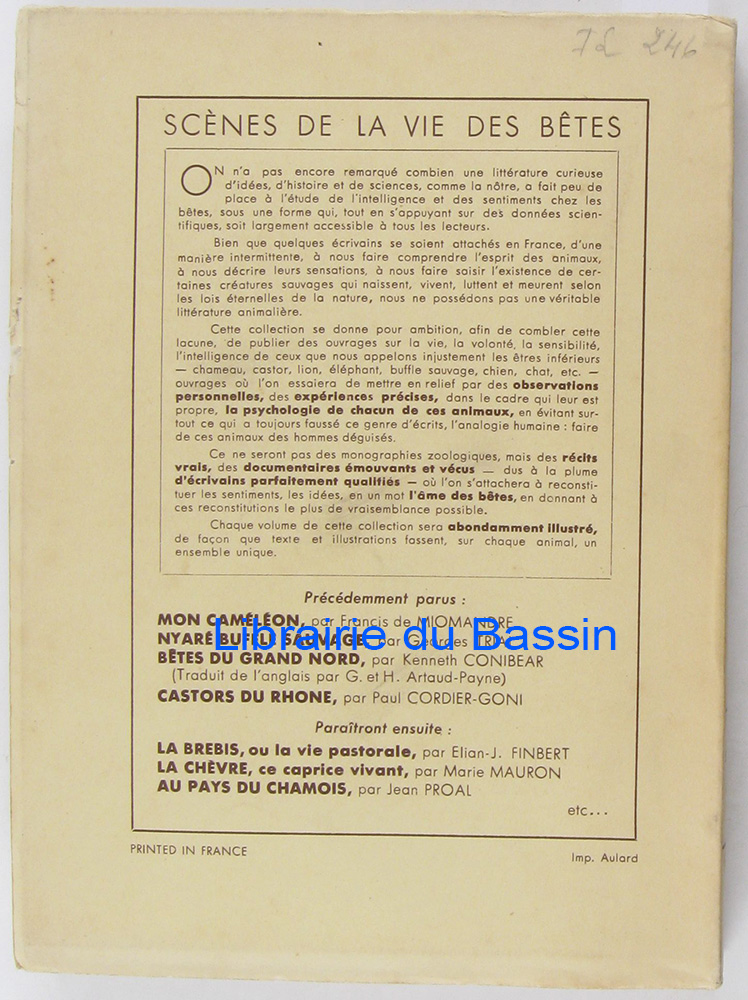 72 246
SCÈNES DE LA VIE DES BÊTES
ON n'a pas encore remarqué combien une littérature curieuse
d'idées, d'histoire et de sciences, comme la nôtre, a fait peu de
place à l'étude de l'intelligence et des sentiments chez les
bêtes, sous une forme qui, tout en s'appuyant sur des données scien-
tifiques, soit largement accessible à tous les lecteurs.
Bien que quelques écrivains se soient attachés en France, d'une
manière intermittente, à nous faire comprendre l'esprit des animaux,
à nous décrire leurs sensations, à nous faire saisir l'existence de cer-
taines créatures sauvages qui naissent, vivent, luttent et meurent selon
les lois éternelles de la nature, nous ne possédons pas une véritable
littérature animalière.
Cette collection se donne pour ambition, afin de combler cette
lacune, de publier des ouvrages sur la vie, la volonté, la sensibilité,
l'intelligence de ceux que nous appelons injustement les êtres inférieurs
— chameau, castor, lion, éléphant, buffle sauvage, chien, chat, etc. —
ouvrages où l'on essaiera de mettre en relief par des observations
personnelles, des expériences précises, dans le cadre qui leur est
propre, la psychologie de chacun de ces animaux, en évitant sur-
tout ce qui a toujours faussé ce genre d'écrits, l'analogie humaine : faire
de ces animaux des hommes déguisés.
Ce ne seront pas des monographies zoologiques, mais des récits
vrais, des documentaires émouvants et vécus — dus à la plume
d'écrivains parfaitement qualifiés — où l'on s'attachera à reconsti-
tuer les sentiments, les idées, en un mot l'âme des bêtes, en donnant à
ces reconstitutions le plus de vraisemblance possible.
Chaque volume de cette collection sera abondamment illustré,
de façon que texte et illustrations fassent, sur chaque animal, un
ensemble unique.
Précédemment parus :
MON CAMÉLÉON, par Francis de MIOMANDRE
NYARÉ BUFFLE SAUVAGE, par Georges
Librairie du Bassin
BÊTES DU GRAND NORD, par Kenneth CONIBEAR
(Traduit de l'anglais par G. et H. Artaud-Payne)
CASTORS DU RHONE, par Paul CORDIER-GONI
Paraîtront ensuite :
LA BREBIS, ou la vie pastorale, par Elian-J. FINBERT
LA CHÈVRE, ce caprice vivant, par Marie MAURON
AU PAYS DU CHAMOIS, par Jean PROAL
etc...
PRINTED IN FRANCE
Imp. Aulard